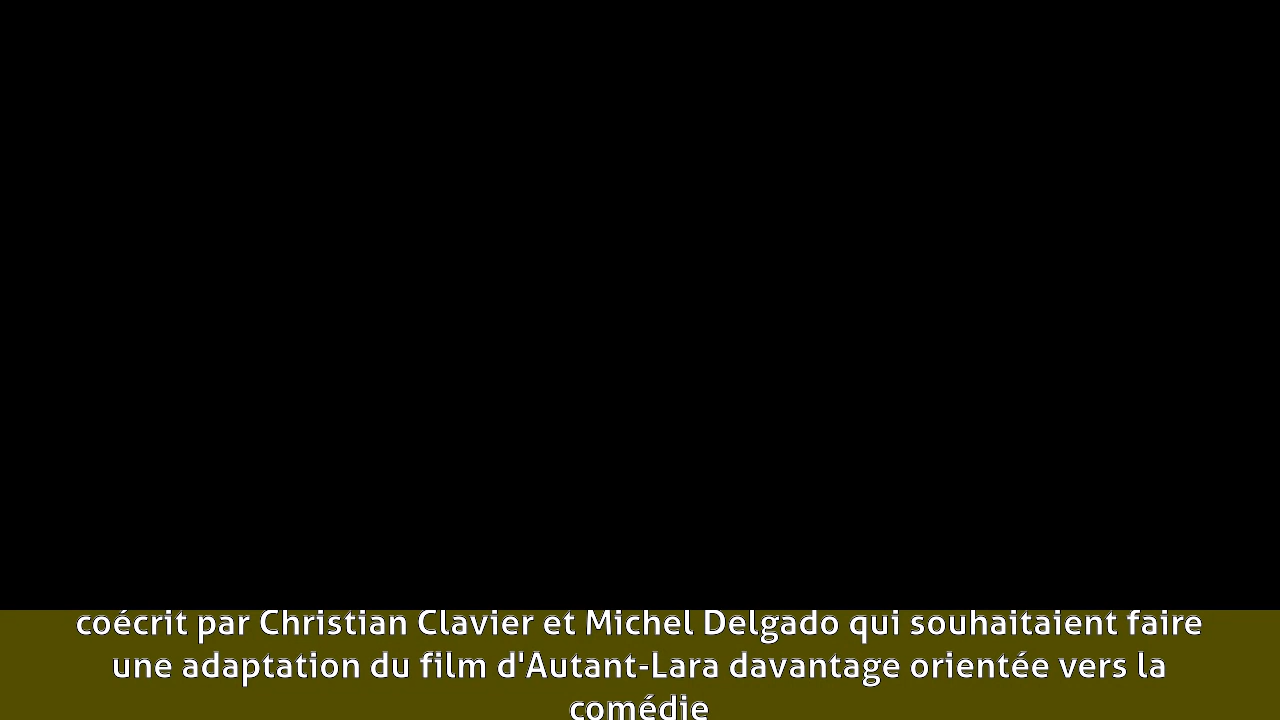 coécrit par Christian Clavier et Michel Delgado qui souhaitaient faire
une adaptation du film d'Autant-Lara davantage orientée vers la
comédie